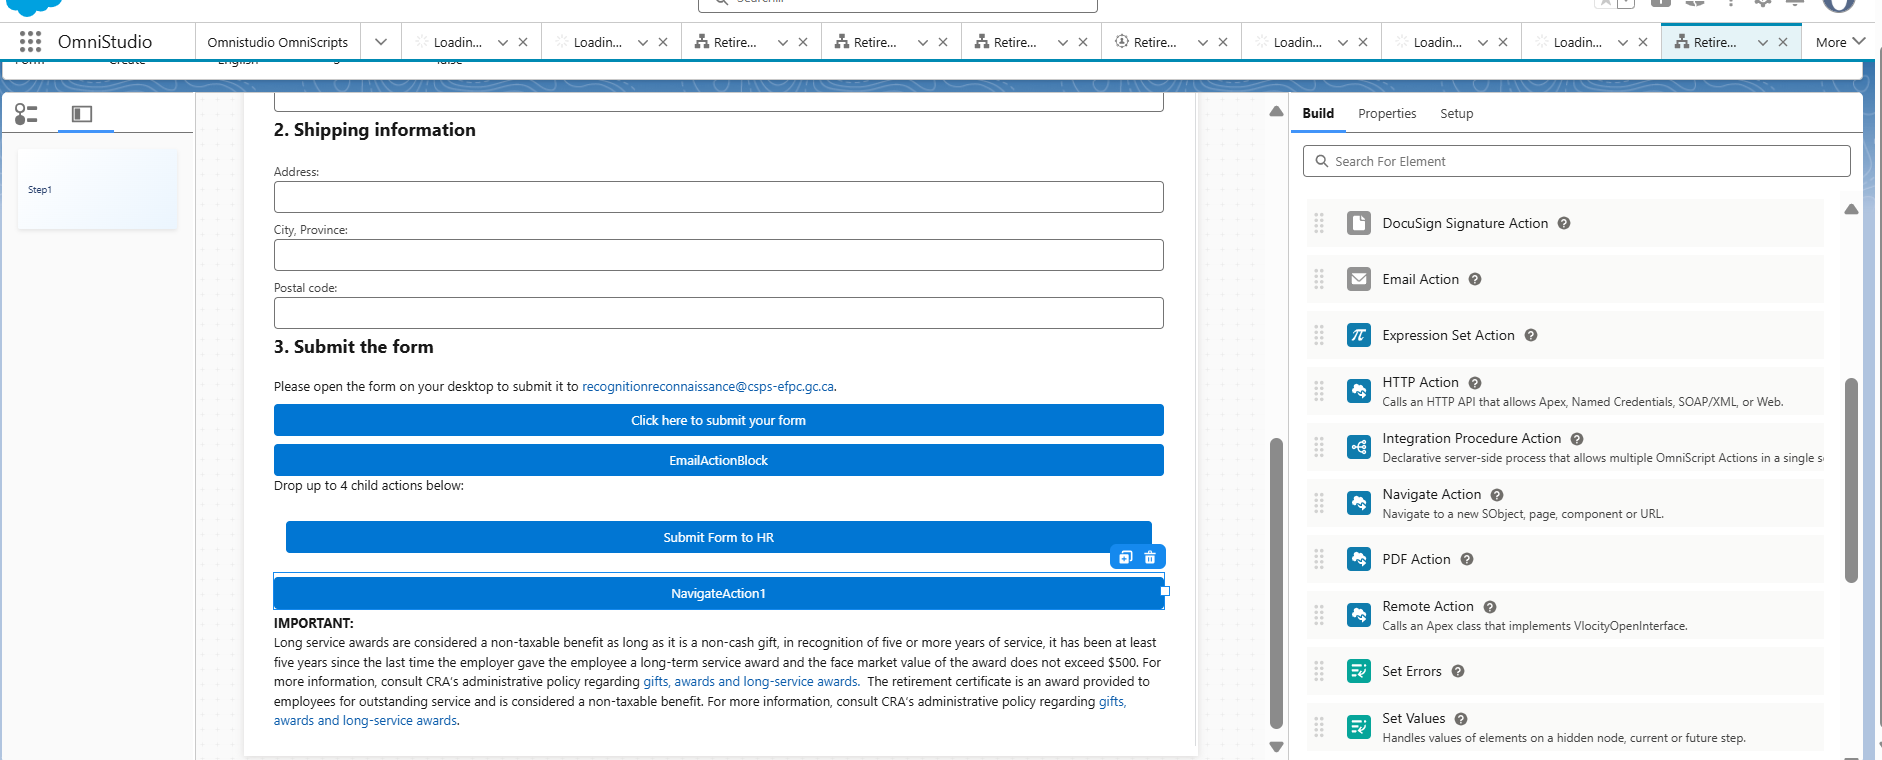 OmniStudio
Omnistudio OmniScripts
Loadin...
Loadin...
Retire...
Retire...
Retire...
Retire...
Loadin...
Loadin...
Loadin...
Retire...
More
Step1
2. Shipping information
Address:
City, Province:
Postal code:
3. Submit the form
Please open the form on your desktop to submit it to recognitionreconnaissance@csps-efpc.gc.ca.
Click here to submit your form
EmailActionBlock
Drop up to 4 child actions below:
Submit Form to HR
NavigateAction1
IMPORTANT:
Long service awards are considered a non-taxable benefit as long as it is a non-cash gift, in recognition of five or more years of service, it has been at least
five years since the last time the employer gave the employee a long-term service award and the face market value of the award does not exceed $500. For
more information, consult CRA's administrative policy regarding gifts, awards and long-service awards.  The retirement certificate is an award provided to
employees for outstanding service and is considered a non-taxable benefit. For more information, consult CRA's administrative policy regarding gifts,
awards and long-service awards.
Build
Properties
Setup
Search For Element
DocuSign Signature Action
Email Action
Expression Set Action
HTTP Action
Calls an HTTP API that allows Apex, Named Credentials, SOAP/XML, or Web.
Integration Procedure Action
Declarative server-side process that allows multiple OmniScript Actions in a single s
Navigate Action
Navigate to a new SObject, page, component or URL.
PDF Action
Remote Action
Calls an Apex class that implements VlocityOpenInterface.
Set Errors
Set Values
Handles values of elements on a hidden node, current or future step.